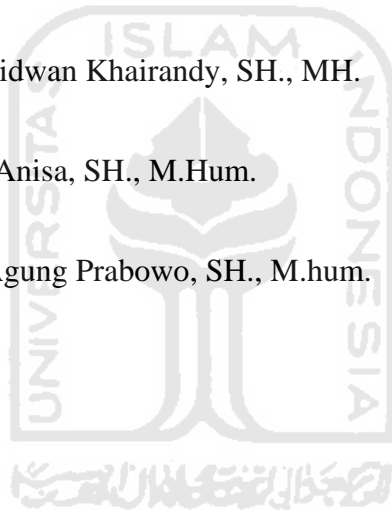 ISLAM
UNIVERSITAS
INDONESIA
idwan Khairandy, SH., MH.
Anisa, SH., M.Hum.
Agung Prabowo, SH., M.hum.